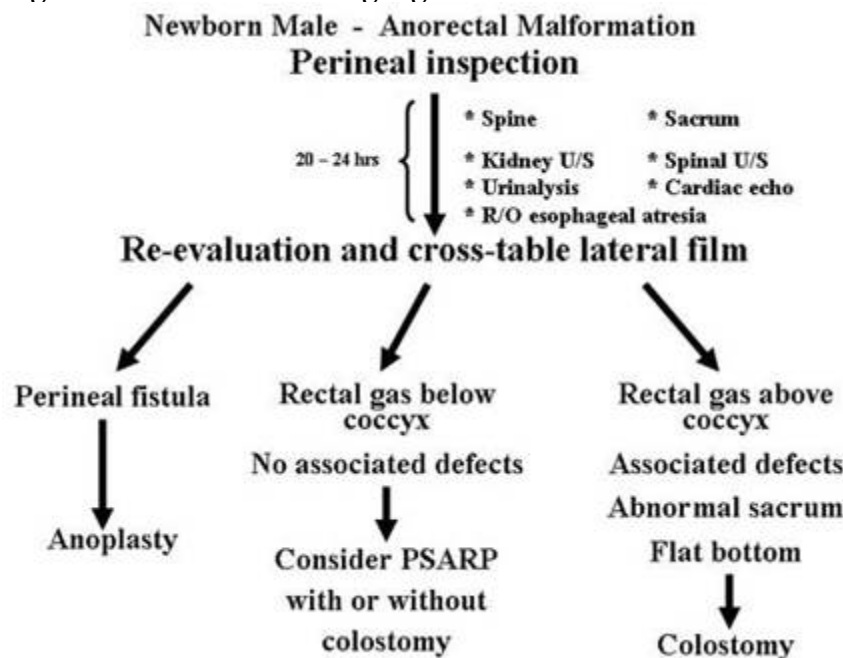 Newborn Male - Anorectal Malformation
Perineal inspection
20 – 24 hrs
* Spine * Sacrum
* Kidney U/S * Spinal U/S
* Urinalysis * Cardiac echo
* R/O esophageal atresia
Re-evaluation and cross-table lateral film
Perineal fistula
Anoplasty
Rectal gas below
coccyx
No associated defects
Consider PSARP
with or without
colostomy
Rectal gas above
coccyx
Associated defects
Abnormal sacrum
Flat bottom
Colostomy